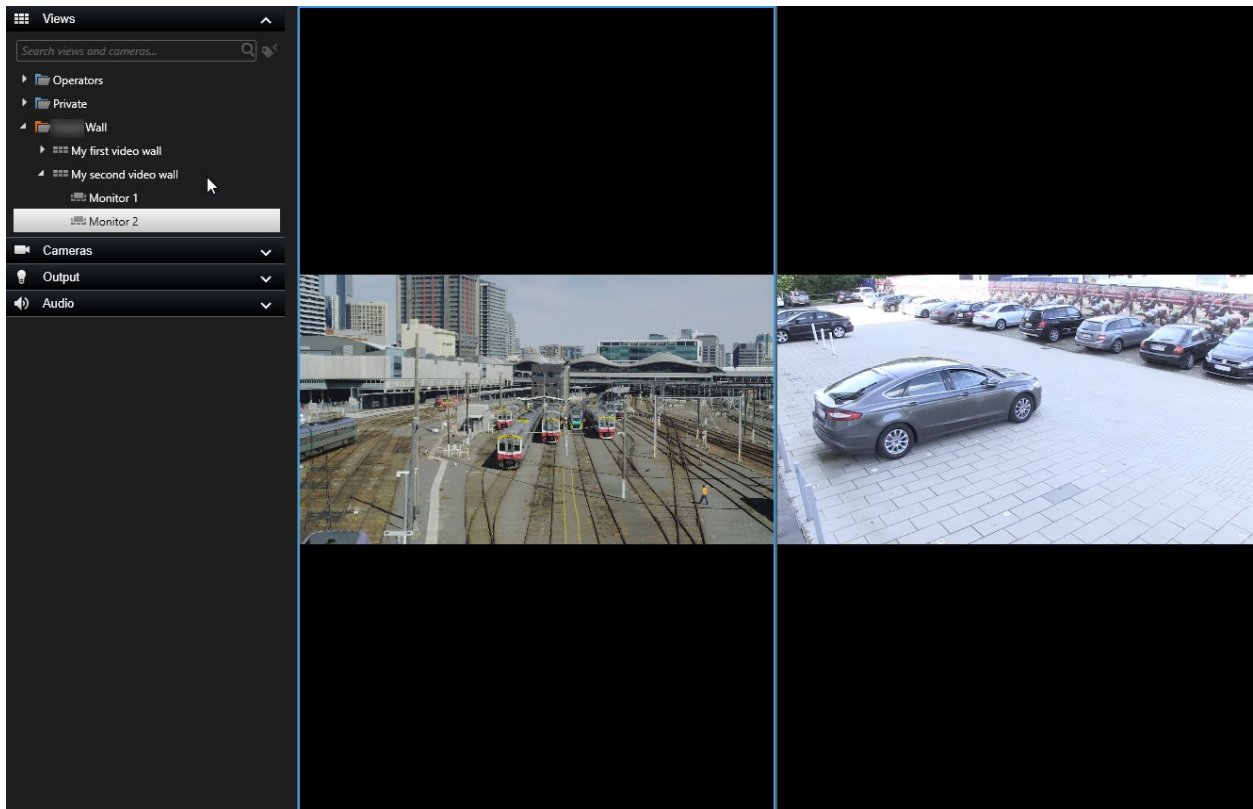 Views
Search views and cameras...
Operators
Private
Wall
My first video wall
My second video wall
Monitor 1
Monitor 2
Cameras
Output
Audio